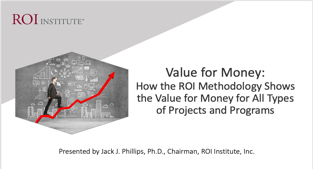 ROI INSTITUTE®
Value for Money:
How the ROI Methodology Shows
the Value for Money for All Types
of Projects and Programs
Presented by Jack J. Phillips, Ph.D., Chairman, ROI Institute, Inc.